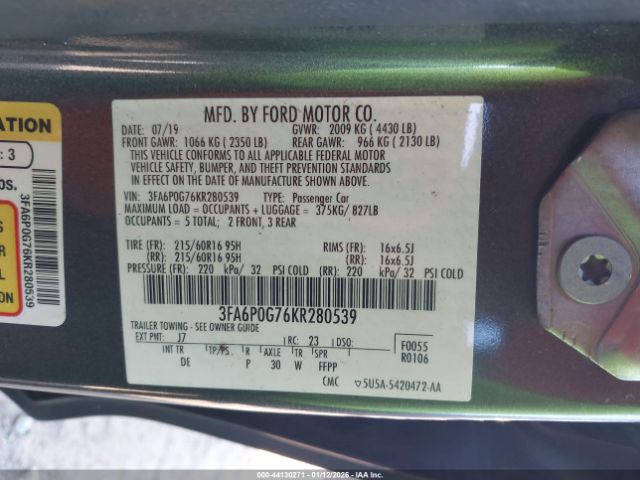 ATION
: 3
bs.
3FA6P0G76KR280539
MFD. BY FORD MOTOR CO.
DATE: 07/19 GVWR: 2009 KG ( 4430 LB)
FRONT GAWR: 1066 KG ( 2350 LB) REAR GAWR: 966 KG ( 2130 LB)
THIS VEHICLE CONFORMS TO ALL APPLICABLE FEDERAL MOTOR
VEHICLE SAFETY, BUMPER, AND THEFT PREVENTION STANDARDS
IN EFFECT ON THE DATE OF MANUFACTURE SHOWN ABOVE.
VIN: 3FA6P0G76KR280539 TYPE: Passenger Car
MAXIMUM LOAD = OCCUPANTS + LUGGAGE = 375KG/ 827LB
OCCUPANTS = 5 TOTAL; 2 FRONT, 3 REAR
TIRE (FR): 215/60R16 95H RIMS (FR): 16x6.5J
(RR): 215/60R16 95H (RR): 16x6.5J
PRESSURE (FR): 220 kPa/ 32 PSI COLD (RR): 220 kPa/ 32 PSI COLD
3FA6P0G76KR280539
TRAILER TOWING - SEE OWNER GUIDE
EXT PNT: J7 RC: 23 DSO: F0055
INT TR TP/PS R AXLE TR SPR R0106
DE P 30 W FFPP
CMC 5U5A-5420472-AA
000-44130271 - 01/12/2026 - IAAI.COM